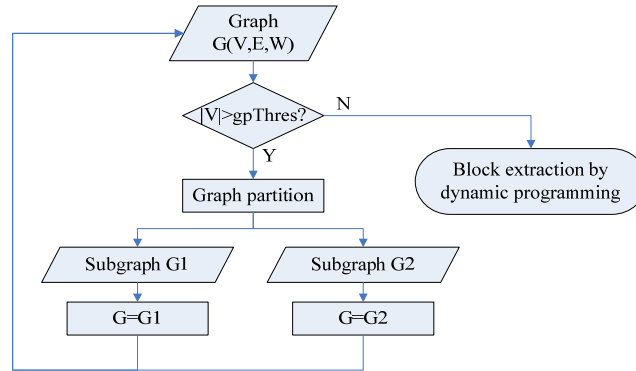 Graph
G(V,E,W)
|V|>gpThres?
N
Y
Block extraction by
dynamic programming
Graph partition
Subgraph G1
Subgraph G2
G=G1
G=G2